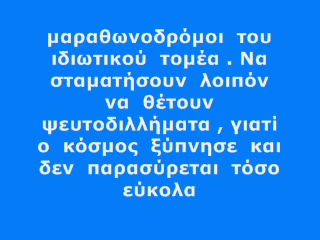 μαραθωνοδρόμοι του
ιδιωτικού τομέα . Να
σταματήσουν λοιπόν
να θέτουν
ψευτοδιλλήματα , γιατί
ο κόσμος ξύπνησε και
δεν παρασύρεται τόσο
εύκολα